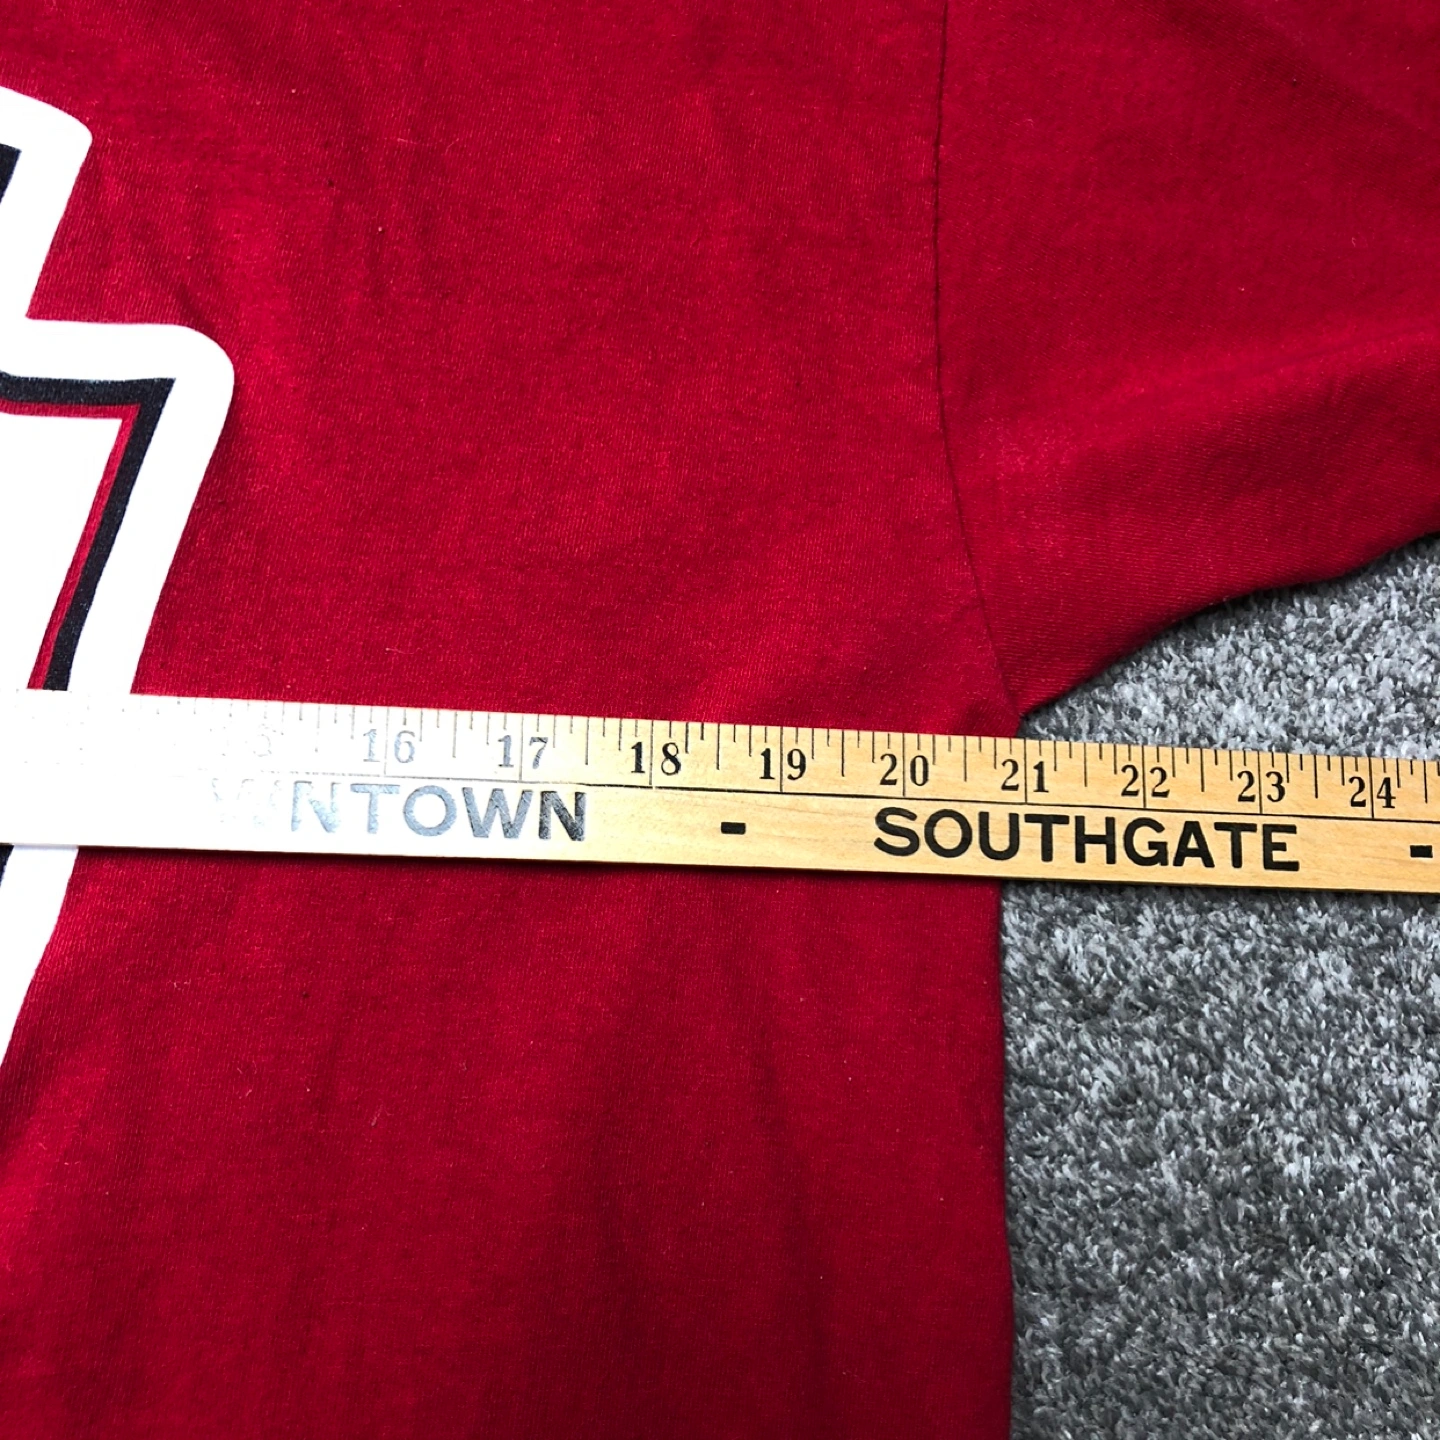 16 17 18 19 20 21 22 23 24
NTOWN - SOUTHGATE -